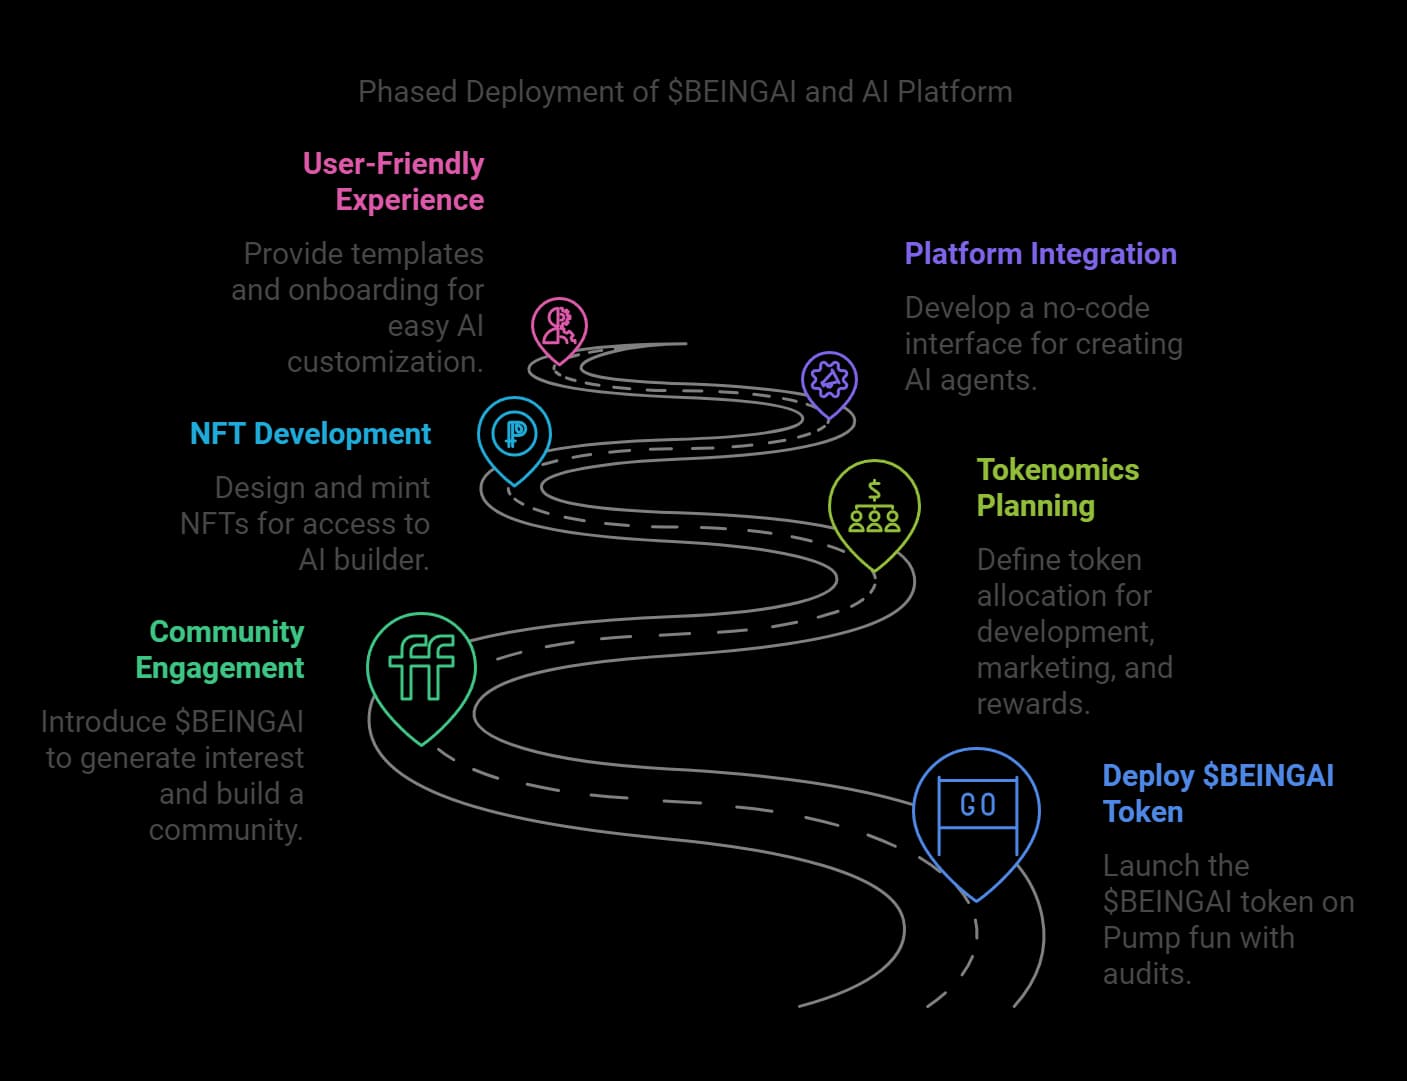 Phased Deployment of $BEINGAI and AI Platform
User-Friendly
Experience
Provide templates
and onboarding for
easy AI
customization.
Platform Integration
Develop a no-code
interface for creating
AI agents.
NFT Development
Design and mint
NFTs for access to
AI builder.
Tokenomics
Planning
Define token
allocation for
development,
marketing, and
rewards.
Community
Engagement
Introduce $BEINGAI
to generate interest
and build a
community.
GO
Deploy $BEINGAI
Token
Launch the
$BEINGAI token on
Pump fun with
audits.